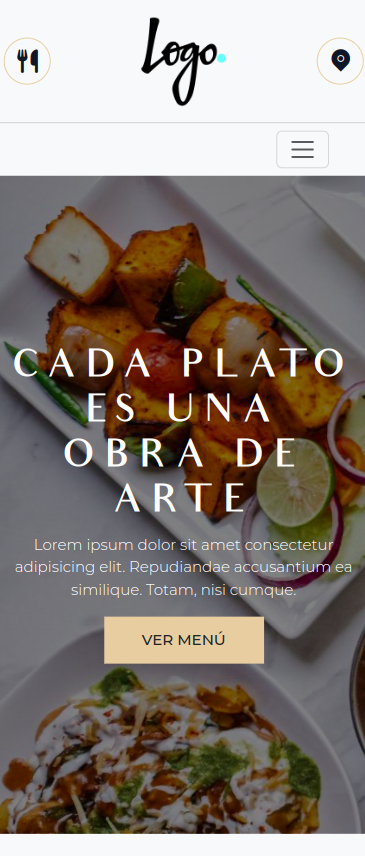 Logo.
CADA PLATO
ES UNA
OBRA DE
ARTE
Lorem ipsum dolor sit amet consectetur
adipisicing elit. Repudiandae accusantium ea
similique. Totam, nisi cumque.
VER MENÚ